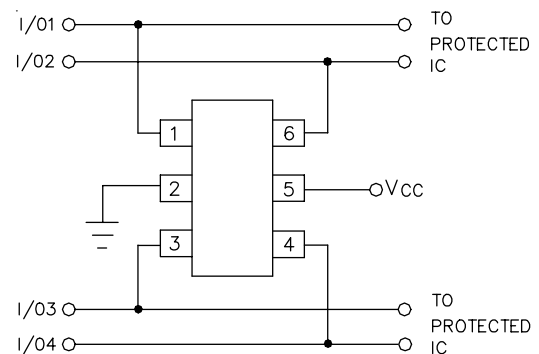 I/01
TO
PROTECTED
IC
I/02
1
6
2
5
VCC
3
4
I/03
TO
PROTECTED
IC
I/04